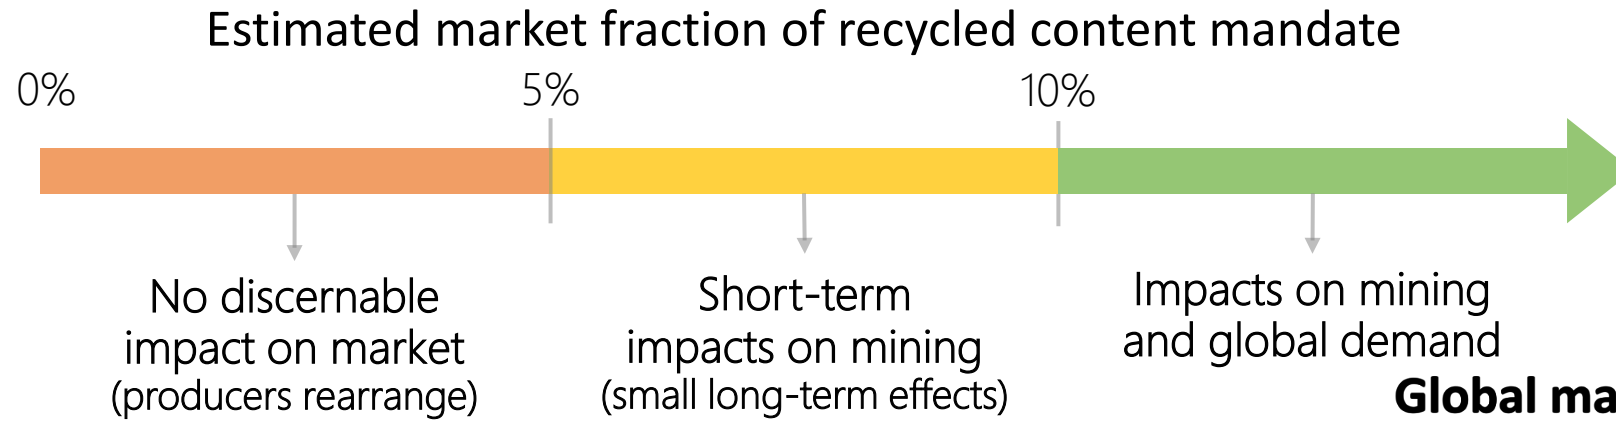 Estimated market fraction of recycled content mandate
0% 5% 10%
No discernable
impact on market
(producers rearrange)
Short-term
impacts on mining
(small long-term effects)
Impacts on mining
and global demand
Global ma